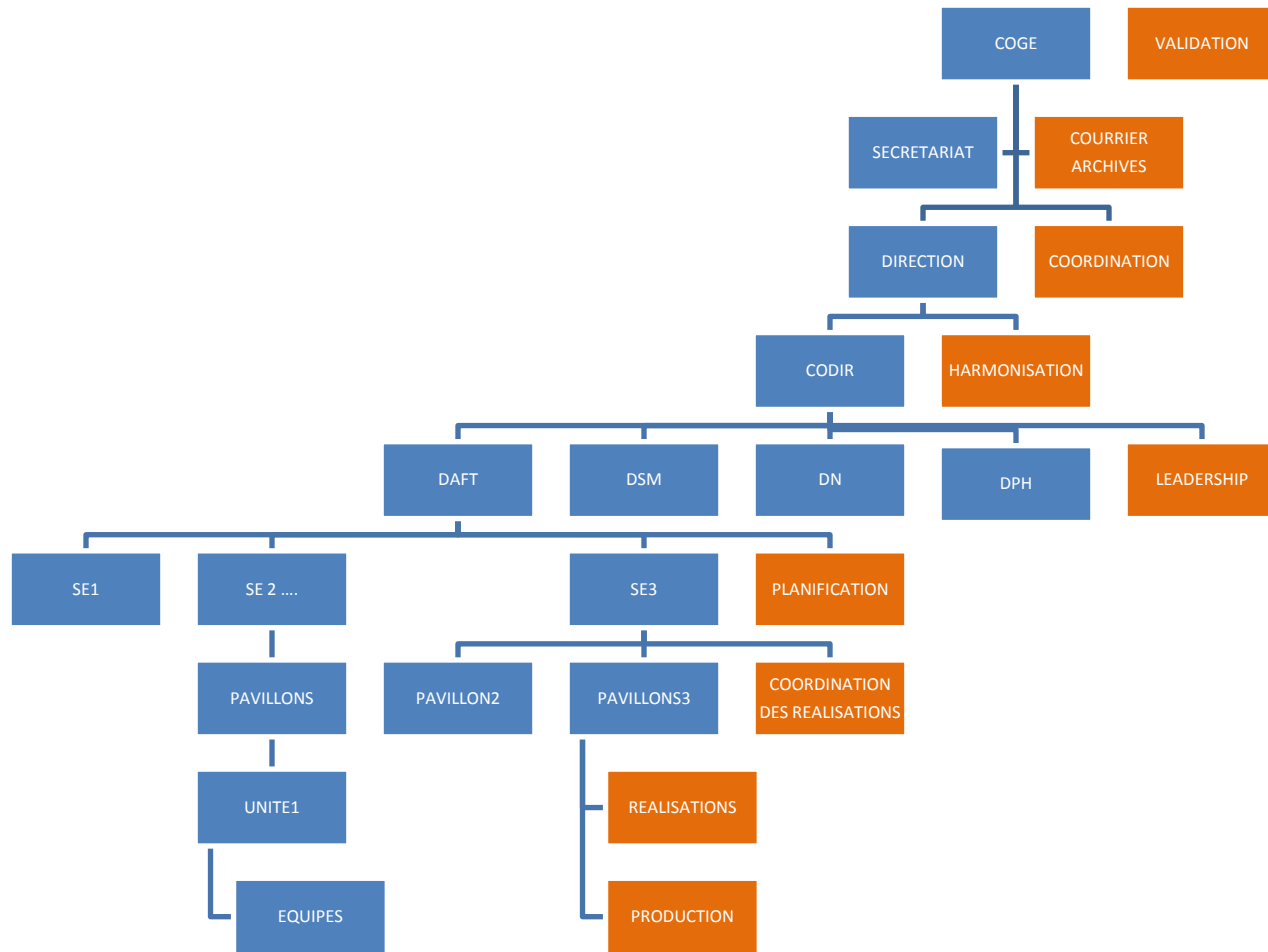 COGE
VALIDATION
SECRETARIAT
COURRIER
ARCHIVES
DIRECTION
COORDINATION
CODIR
HARMONISATION
DAFT
DSM
DN
DPH
LEADERSHIP
SE1
SE 2 ....
SE3
PLANIFICATION
PAVILLONS
PAVILLON2
PAVILLONS3
COORDINATION
DES REALISATIONS
UNITE1
REALISATIONS
EQUIPES
PRODUCTION